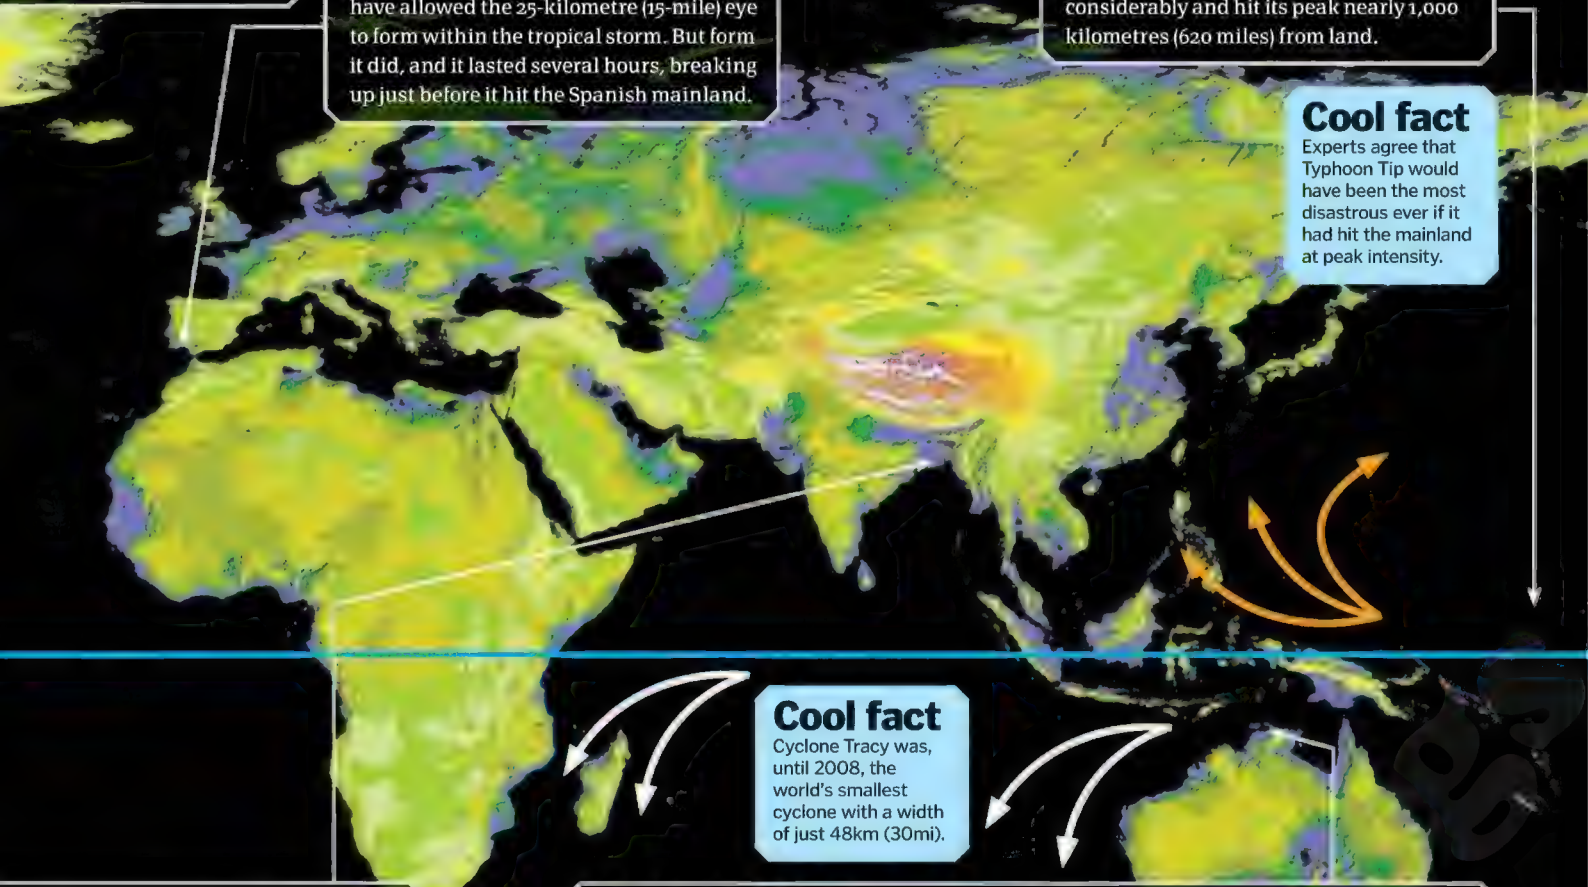 have allowed the 25-kilometre (15-mile) eye
to form within the tropical storm. But form
it did, and it lasted several hours, breaking
up just before it hit the Spanish mainland.
considerably and hit its peak nearly 1,000
kilometres (620 miles) from land.
Cool fact
Experts agree that
Typhoon Tip would
have been the most
disastrous ever if it
had hit the mainland
at peak intensity.
Cool fact
Cyclone Tracy was,
until 2008, the
world's smallest
cyclone with a width
of just 48km (30mi).